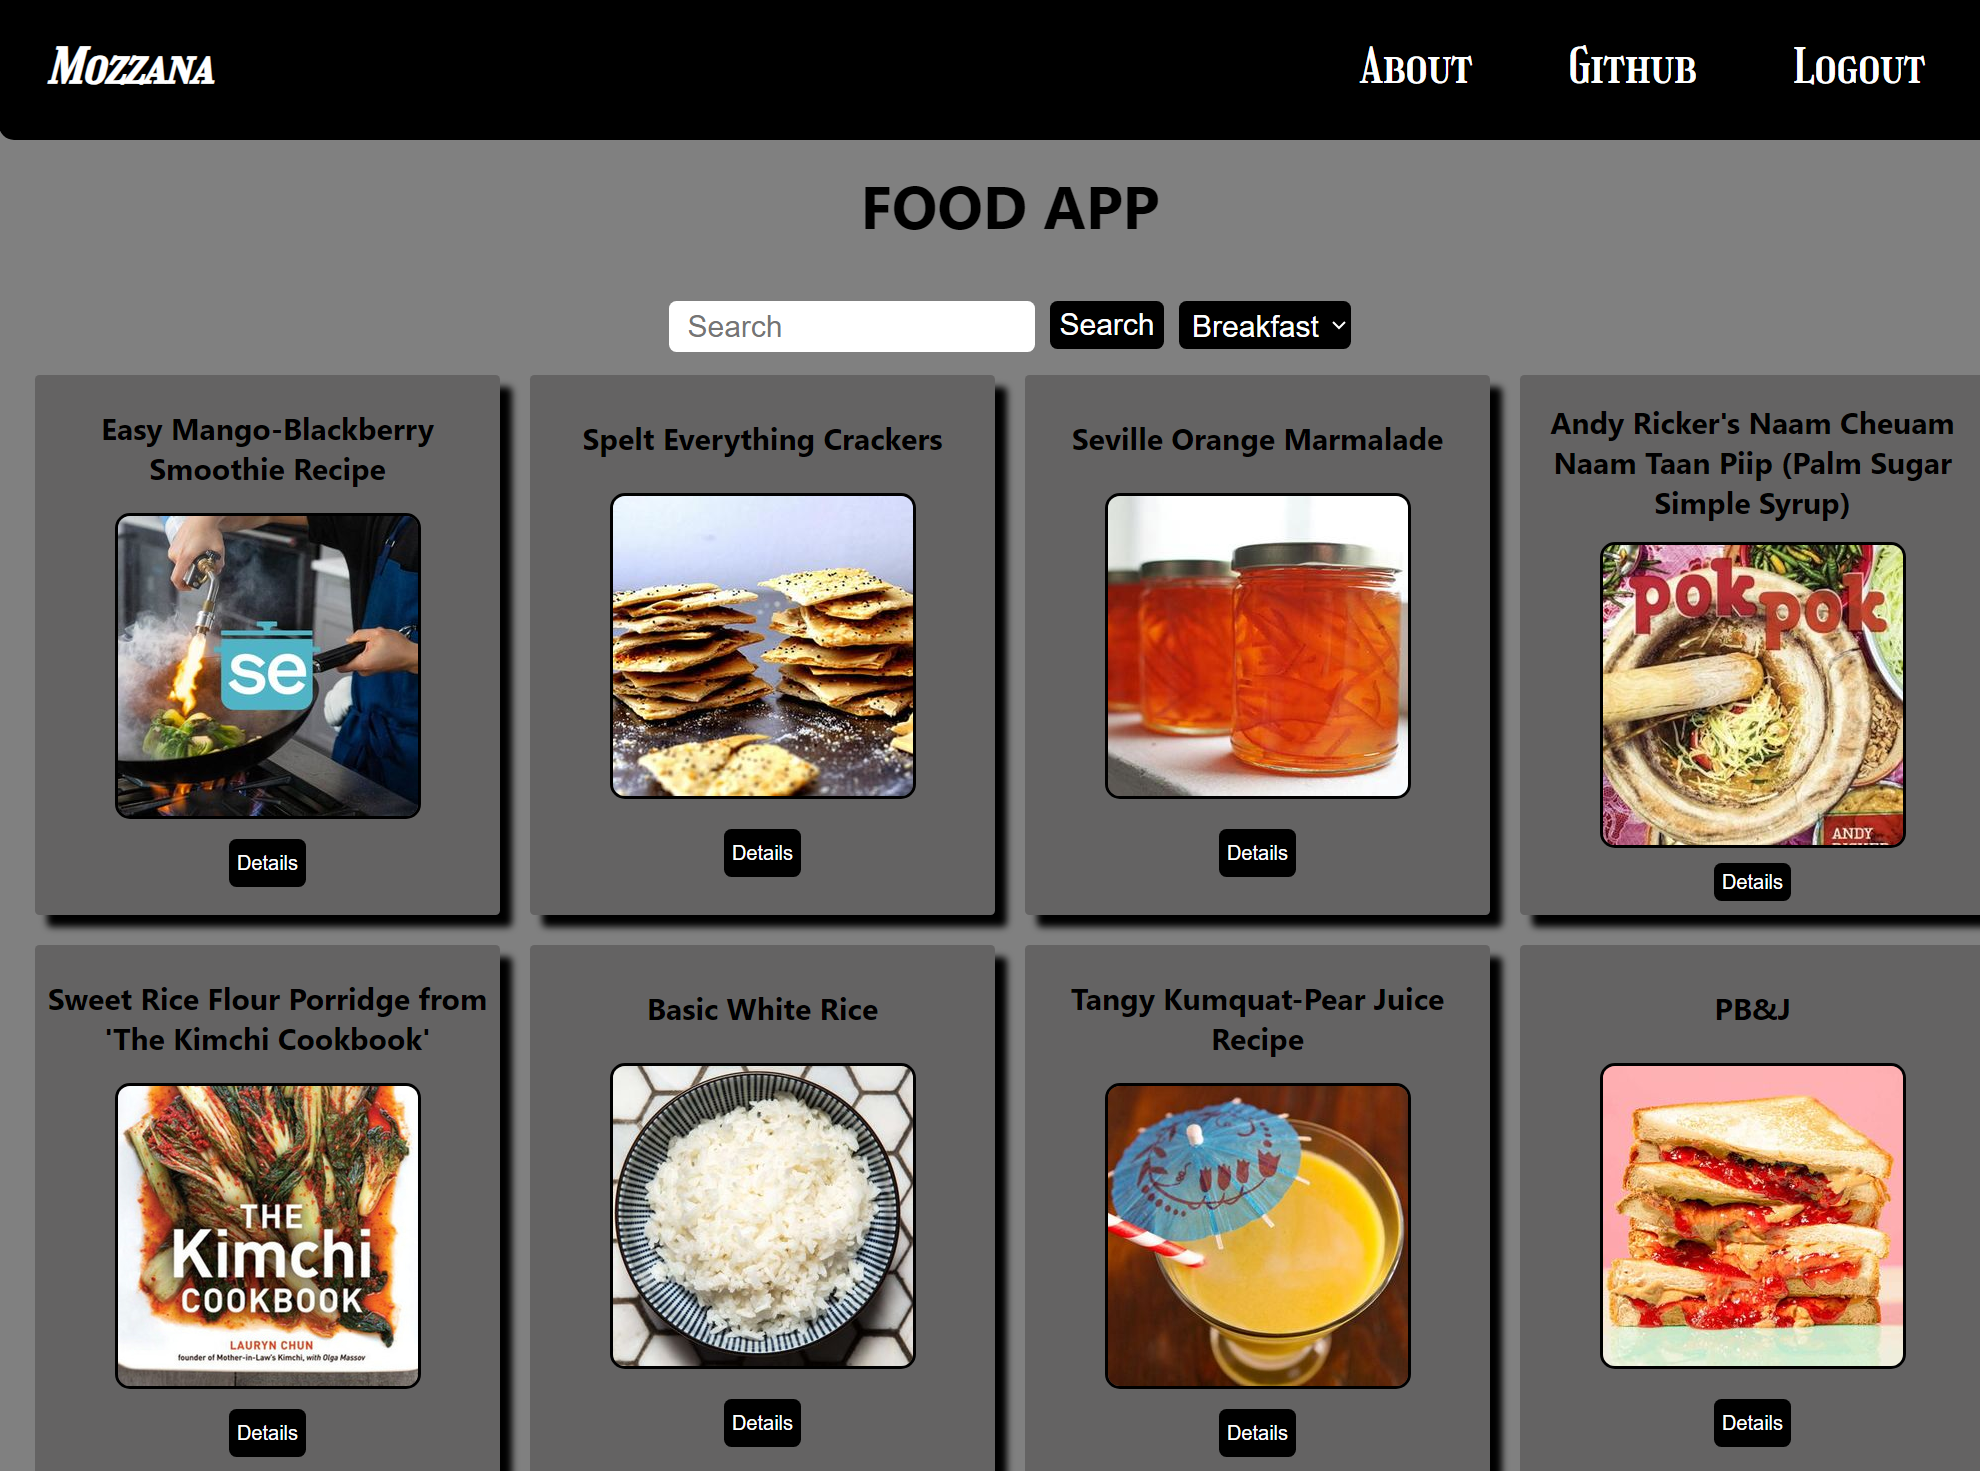 Mozzana
About Github Logout
FOOD APP
Search Search Breakfast
Easy Mango-Blackberry
Smoothie Recipe
Spelt Everything Crackers
Seville Orange Marmalade
Andy Ricker's Naam Cheuam
Naam Taan Piip (Palm Sugar
Simple Syrup)
se
pok
pok
ANDY
Details
Details
Details
Details
Sweet Rice Flour Porridge from
'The Kimchi Cookbook'
Basic White Rice
Tangy Kumquat-Pear Juice
Recipe
PB&J
THE
Kimchi
COOKBOOK
LAURYN CHUN
founder of Mother-in-Law's Kimchi, with Olga Massov
Details
Details
Details
Details